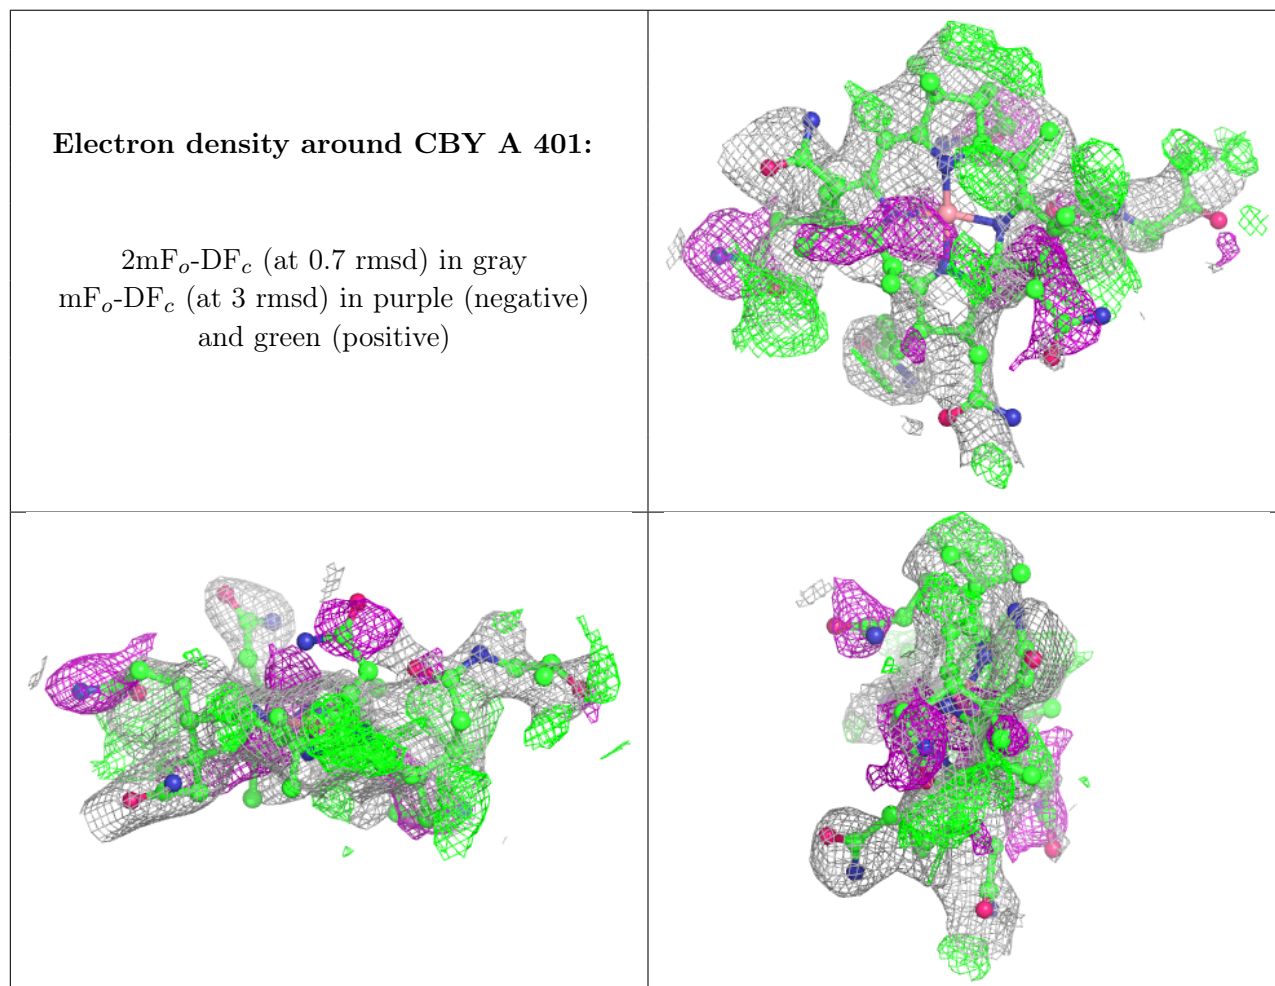 Electron density around CBY A 401:
2mFo-DFc (at 0.7 rmsd) in gray
mFo-DFc (at 3 rmsd) in purple (negative)
and green (positive)